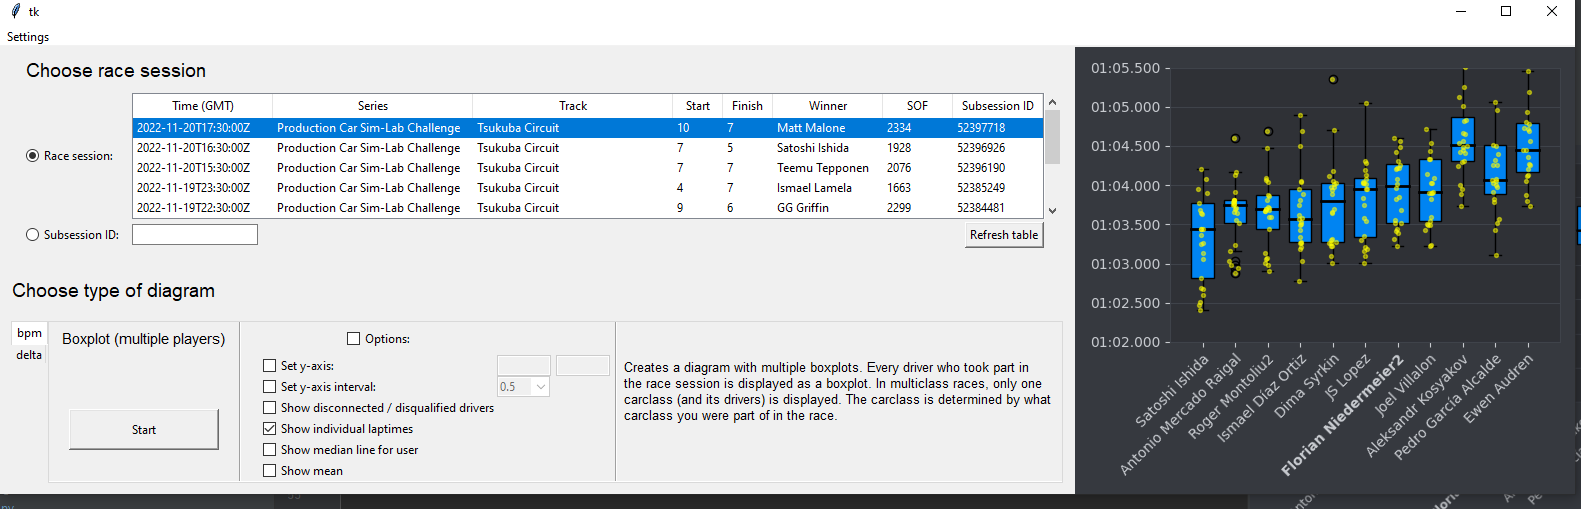 tk
Settings
Choose race session
Time (GMT) Series Track Start Finish Winner SOF Subsession ID
2022-11-20T17:30:00Z Production Car Sim-Lab Challenge Tsukuba Circuit 10 7 Matt Malone 2334 52397718
Race session:
2022-11-20T16:30:00Z Production Car Sim-Lab Challenge Tsukuba Circuit 7 5 Satoshi Ishida 1928 52396926
2022-11-20T15:30:00Z Production Car Sim-Lab Challenge Tsukuba Circuit 7 7 Teemu Tepponen 2076 52396190
2022-11-19T23:30:00Z Production Car Sim-Lab Challenge Tsukuba Circuit 4 7 Ismael Lamela 1663 52385249
2022-11-19T22:30:00Z Production Car Sim-Lab Challenge Tsukuba Circuit 9 6 GG Griffin 2299 52384481
Subsession ID:
Refresh table
Choose type of diagram
bpm
delta
Boxplot (multiple players)
Start
Options:
Set y-axis:
Set y-axis interval:
0.5
Show disconnected / disqualified drivers
Show individual laptimes
Show median line for user
Show mean
Creates a diagram with multiple boxplots. Every driver who took part in
the race session is displayed as a boxplot. In multiclass races, only one
carclass (and its drivers) is displayed. The carclass is determined by what
carclass you were part of in the race.
01:05.500
01:05.000
01:04.500
01:04.000
01:03.500
01:03.000
01:02.500
01:02.000
Satoshi Ishida
Antonio Mercado Raigal
Roger Montoliu2
Ismael Díaz Ortiz
Dima Syrkin
JS Lopez
Florian Niedermeier2
Joel Villalon
Aleksandr Kosyakov
Pedro García Alcalde
Ewen Audren